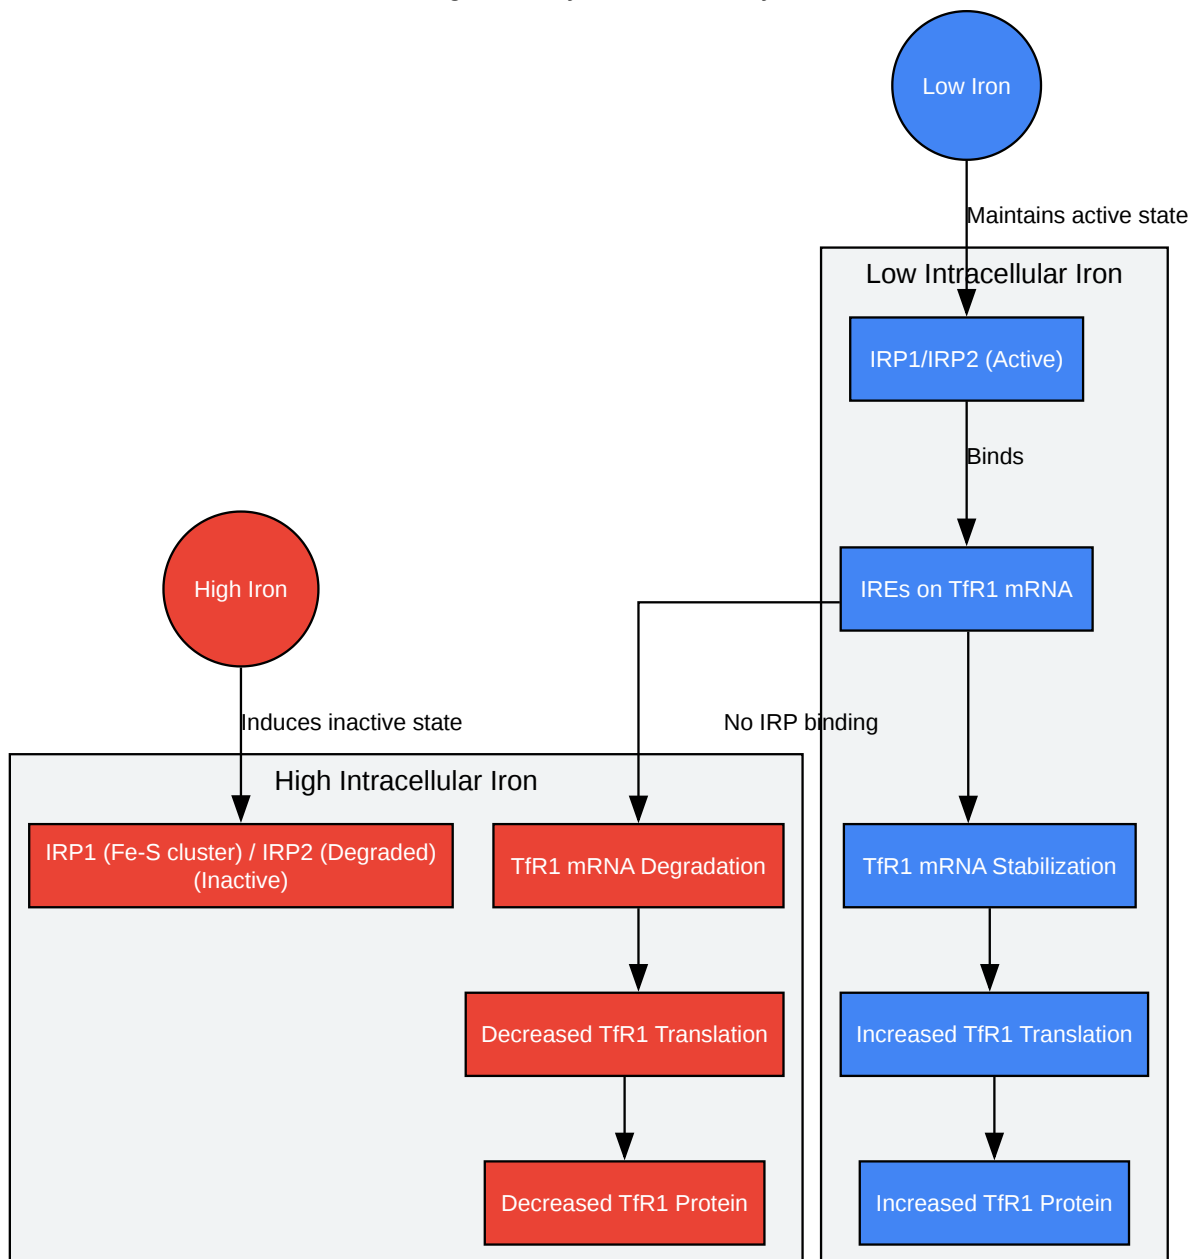 Low Iron
Maintains active state
Low Intracellular Iron
IRP1/IRP2 (Active)
Binds
High Iron
IREs on TfR1 mRNA
Induces inactive state
No IRP binding
High Intracellular Iron
IRP1 (Fe-S cluster) / IRP2 (Degraded)
(Inactive)
TfR1 mRNA Degradation
TfR1 mRNA Stabilization
Decreased TfR1 Translation
Increased TfR1 Translation
Decreased TfR1 Protein
Increased TfR1 Protein